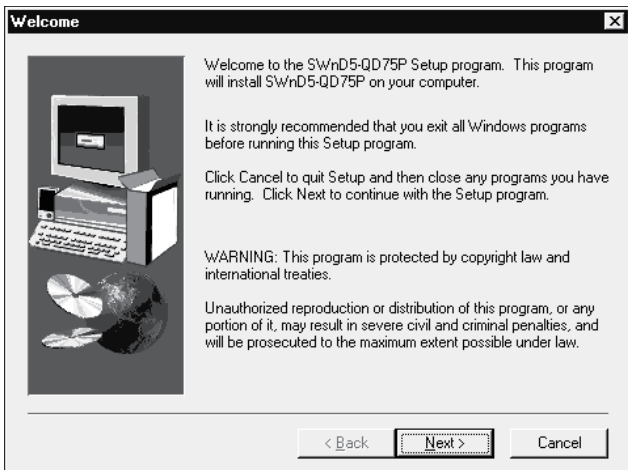 Welcome
Welcome to the SWnD5-QD75P Setup program. This program
will install SWnD5-QD75P on your computer.
It is strongly recommended that you exit all Windows programs
before running this Setup program.
Click Cancel to quit Setup and then close any programs you have
running. Click Next to continue with the Setup program.
WARNING: This program is protected by copyright law and
international treaties.
Unauthorized reproduction or distribution of this program, or any
portion of it, may result in severe civil and criminal penalties, and
will be prosecuted to the maximum extent possible under law.
< Back Next > Cancel